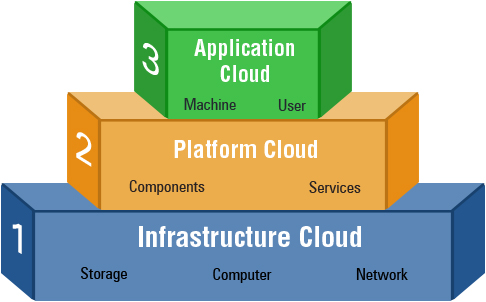 3
Application
Cloud
Machine User
2
Platform Cloud
Components Services
1
Infrastructure Cloud
Storage Computer Network